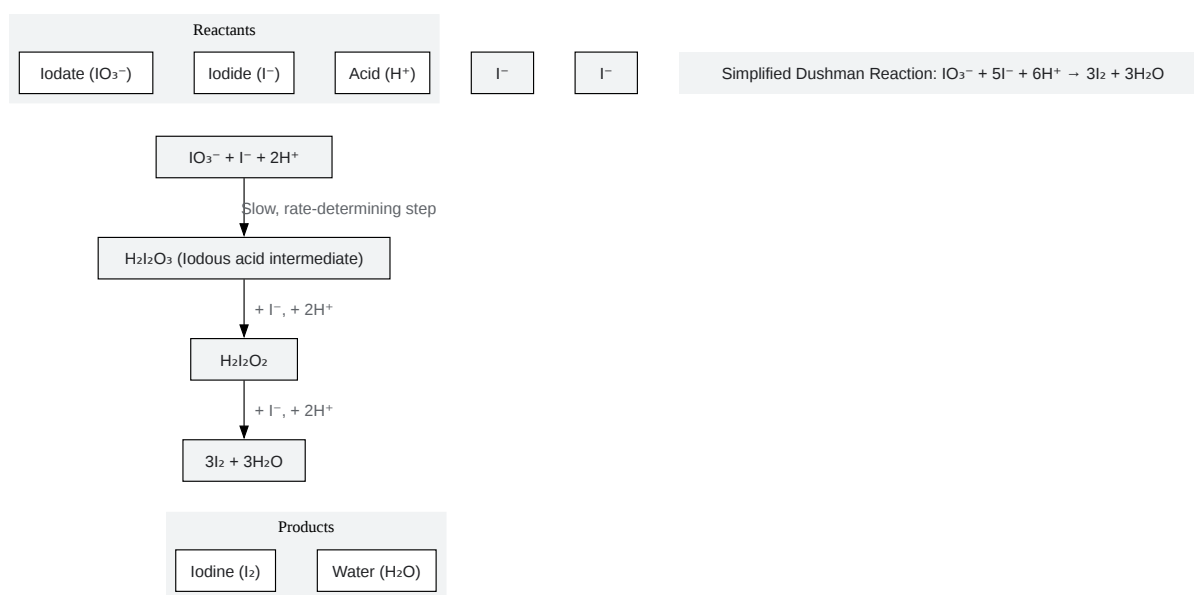 Reactants
Iodate (IO₃⁻)
Iodide (I⁻)
Acid (H⁺)
I⁻
I⁻
Simplified Dushman Reaction: IO₃⁻ + 5I⁻ + 6H⁺ → 3I₂ + 3H₂O
IO₃⁻ + I⁻ + 2H⁺
Slow, rate-determining step
H₂I₂O₃ (Iodous acid intermediate)
+ I⁻, + 2H⁺
H₂I₂O₂
+ I⁻, + 2H⁺
3I₂ + 3H₂O
Products
Iodine (I₂)
Water (H₂O)